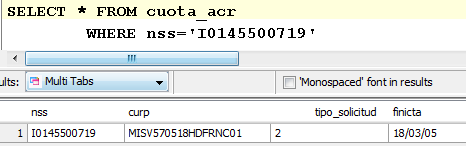 SELECT * FROM cuota_acr
WHERE nss='I0145500719'
ults: Multi Tabs 'Monospaced' font in results
nss curp tipo_solicitud finicta
1 I0145500719 MISV570518HDFRNC01 2 18/03/05